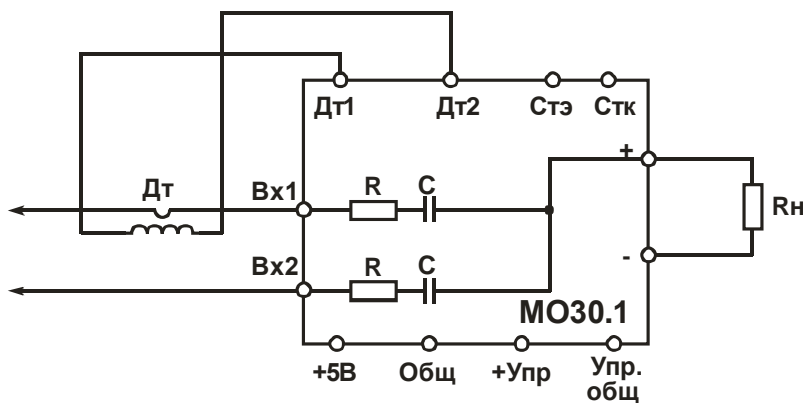 Дт1 Дт2 Стэ Стк
+
Дт Вх1 R C
Rн
Вх2 R C -
МО30.1
+5В Общ +Упр Упр.
общ